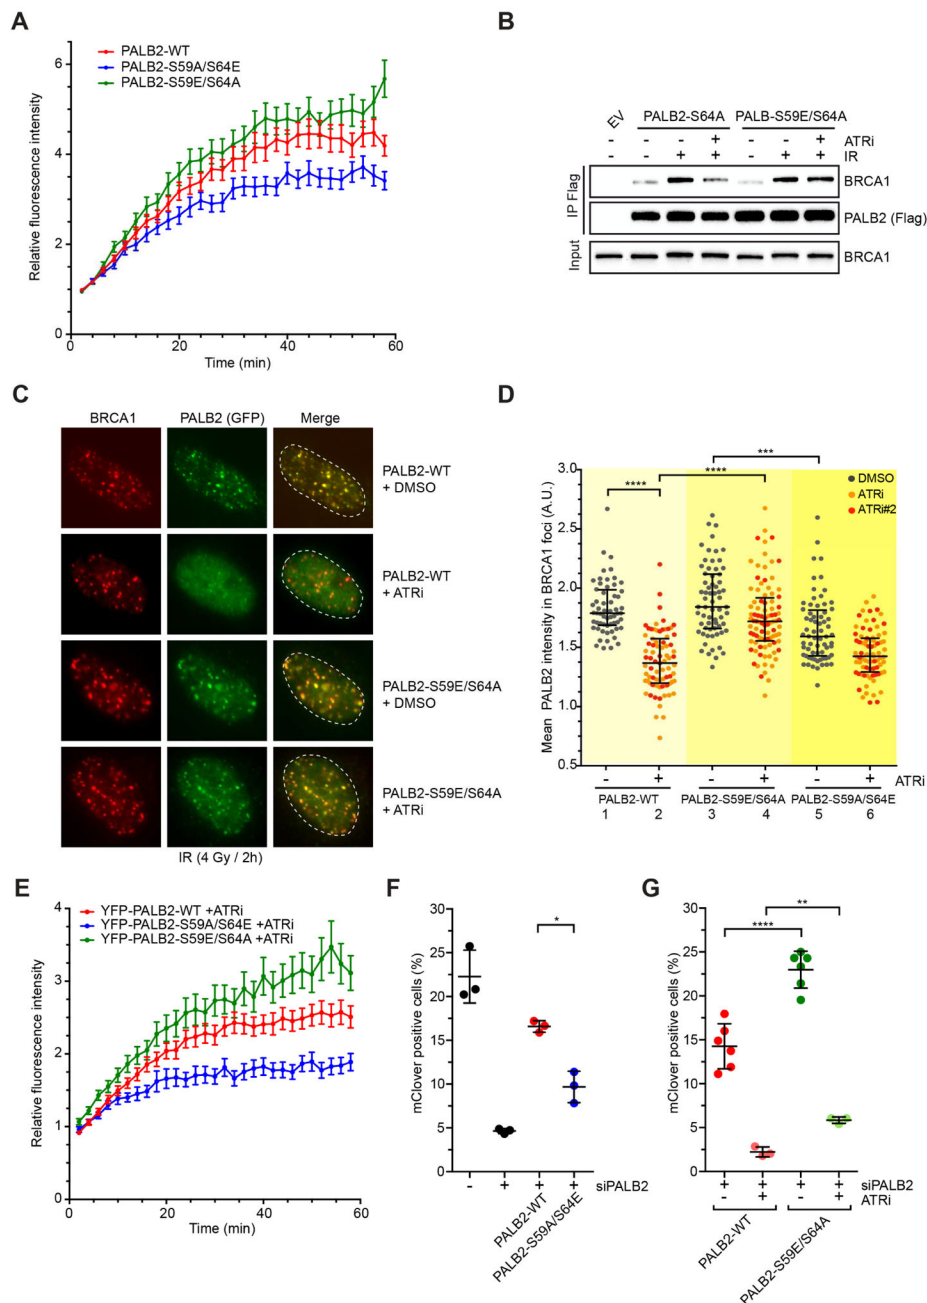 A
PALB2-WT
PALB2-S59A/S64E
PALB2-S59E/S64A
6
4
2
0
Relative fluorescence intensity
0
20
40
60
Time (min)
B
EV
PALB2-S64A
PALB-S59E/S64A
- - - + - - + ATRi
- - + + - + + IR
IP Flag
BRCA1
PALB2 (Flag)
Input
BRCA1
C
BRCA1
PALB2 (GFP)
Merge
PALB2-WT
+ DMSO
PALB2-WT
+ ATRi
PALB2-S59E/S64A
+ DMSO
PALB2-S59E/S64A
+ ATRi
IR (4 Gy / 2h)
D
***
****
****
DMSO
ATRi
ATRi#2
3.0
2.5
2.0
1.5
1.0
0.5
Mean PALB2 intensity in BRCA1 foci (A.U.)
- + - + - + ATRi
PALB2-WT
PALB2-S59E/S64A
PALB2-S59A/S64E
1 2 3 4 5 6
E
YFP-PALB2-WT +ATRi
YFP-PALB2-S59A/S64E +ATRi
YFP-PALB2-S59E/S64A +ATRi
4
3
2
1
0
Relative fluorescence intensity
0
20
40
60
Time (min)
F
*
30
25
20
15
10
5
0
mClover positive cells (%)
- + + + siPALB2
PALB2-WT
PALB2-S59A/S64E
G
**
****
30
25
20
15
10
5
0
mClover positive cells (%)
+ + + + siPALB2
- + - + ATRi
PALB2-WT
PALB2-S59E/S64A